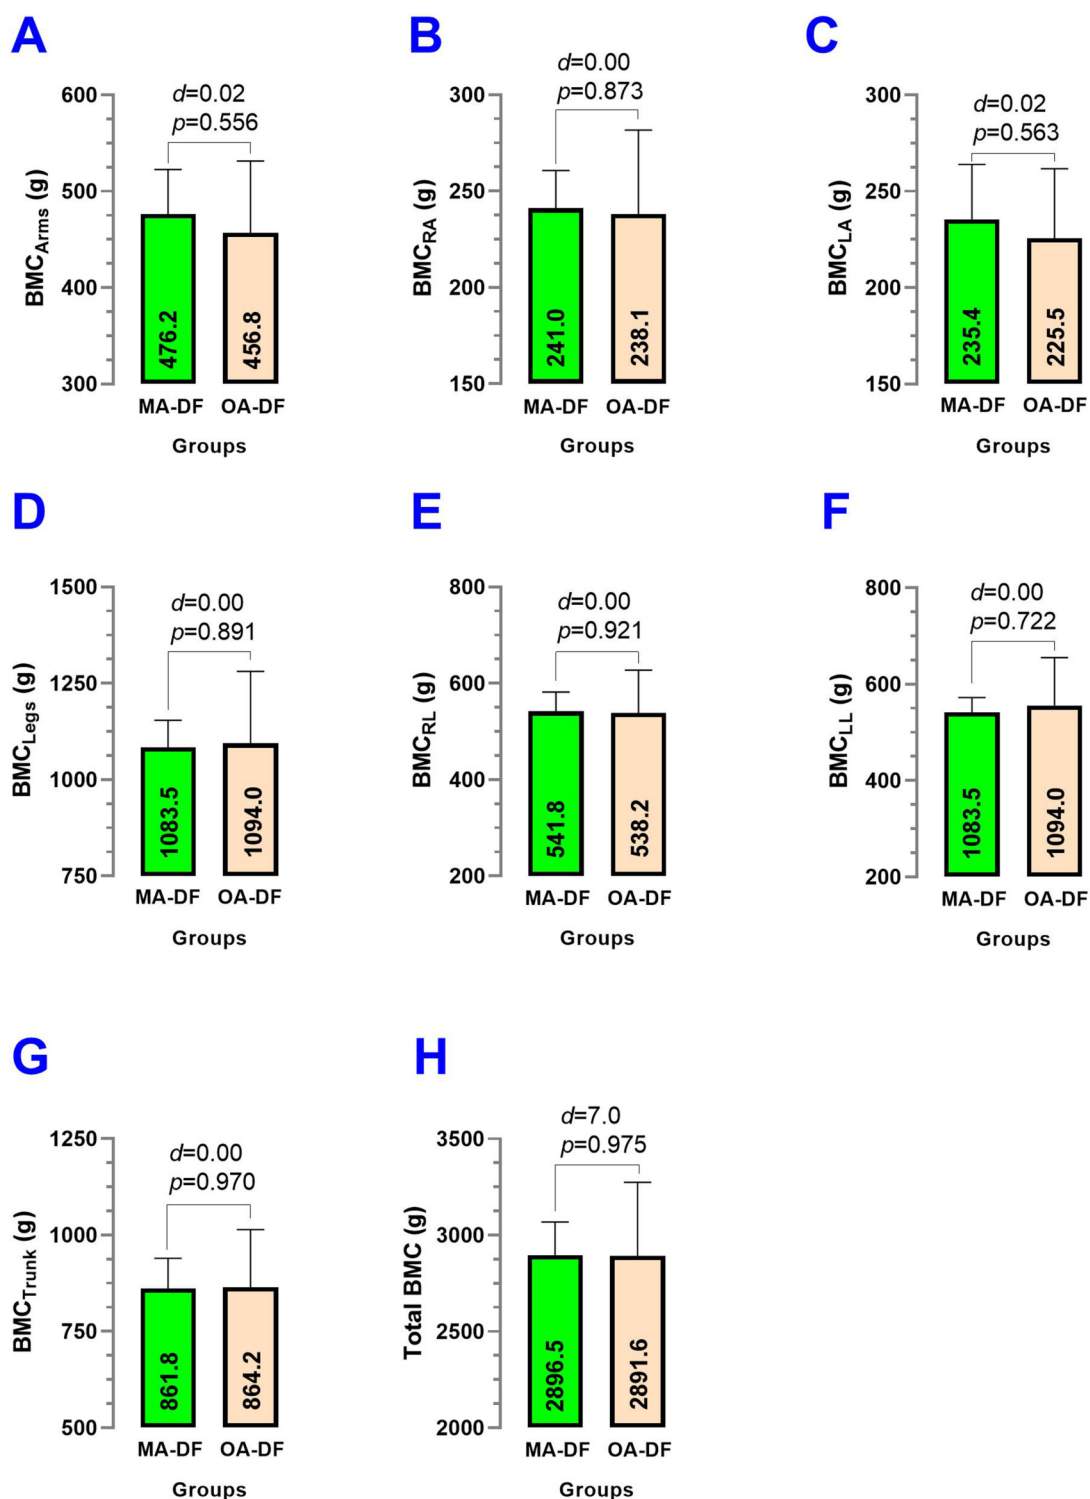 A
d=0.02
p=0.556
600
500
400
300
BMCArms (g)
476.2
456.8
MA-DF OA-DF
Groups
B
d=0.00
p=0.873
300
250
200
150
BMCRA (g)
241.0
238.1
MA-DF OA-DF
Groups
C
d=0.02
p=0.563
300
250
200
150
BMCLA (g)
235.4
225.5
MA-DF OA-DF
Groups
D
d=0.00
p=0.891
1500
1250
1000
750
BMCLegs (g)
1083.5
1094.0
MA-DF OA-DF
Groups
E
d=0.00
p=0.921
800
600
400
200
BMCRL (g)
541.8
538.2
MA-DF OA-DF
Groups
F
d=0.00
p=0.722
800
600
400
200
BMCLL (g)
1083.5
1094.0
MA-DF OA-DF
Groups
G
d=0.00
p=0.970
1250
1000
750
500
BMCTrunk (g)
861.8
864.2
MA-DF OA-DF
Groups
H
d=7.0
p=0.975
3500
3000
2500
2000
Total BMC (g)
2896.5
2891.6
MA-DF OA-DF
Groups